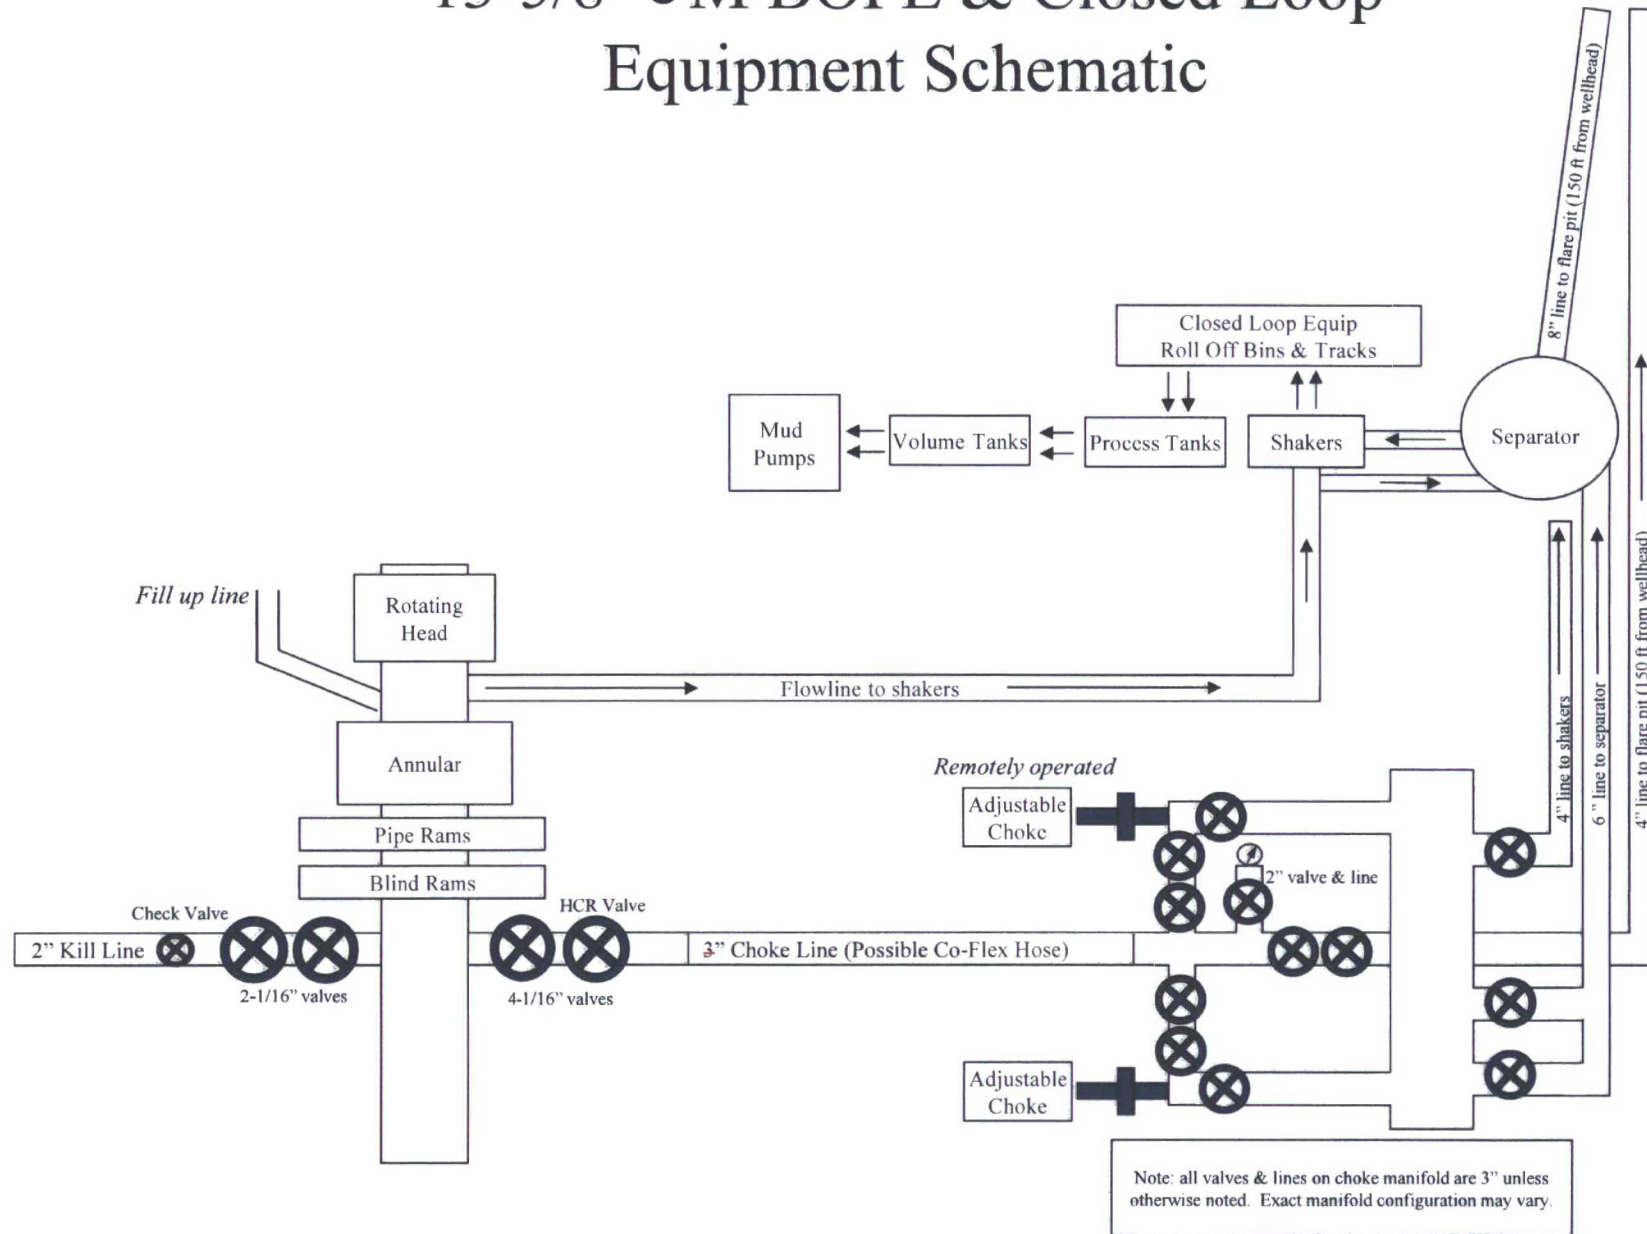 Equipment Schematic
8” line to flare pit (150 ft from wellhead)
Closed Loop Equip
Roll Off Bins & Tracks
Mud
Pumps
Volume Tanks
Process Tanks
Shakers
Separator
Fill up line
Rotating
Head
Flowline to shakers
Annular
Pipe Rams
Blind Rams
Remotely operated
Adjustable
Choke
4” line to shakers
6 ” line to separator
4” line to flare pit (150 ft from wellhead)
2” valve & line
Check Valve
HCR Valve
2” Kill Line
3” Choke Line (Possible Co-Flex Hose)
2-1/16” valves
4-1/16” valves
Adjustable
Choke
Note: all valves & lines on choke manifold are 3” unless
otherwise noted. Exact manifold configuration may vary.